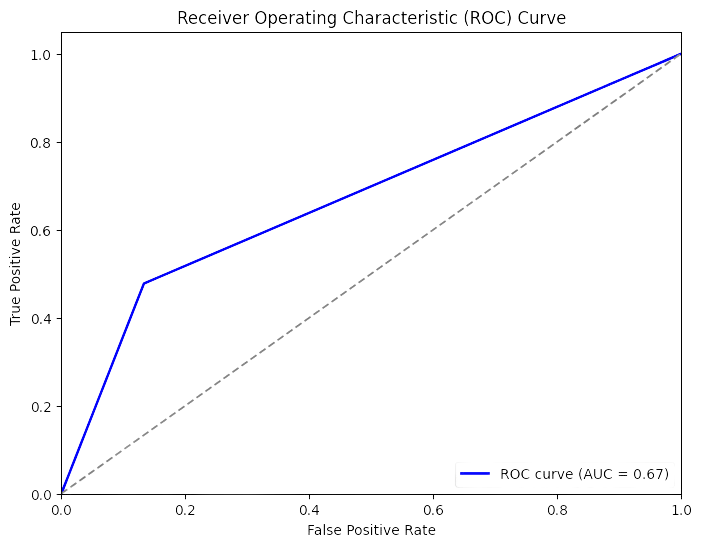 Receiver Operating Characteristic (ROC) Curve
1.0
0.8
0.6
0.4
0.2
0.0
True Positive Rate
ROC curve (AUC = 0.67)
0.0 0.2 0.4 0.6 0.8 1.0
False Positive Rate